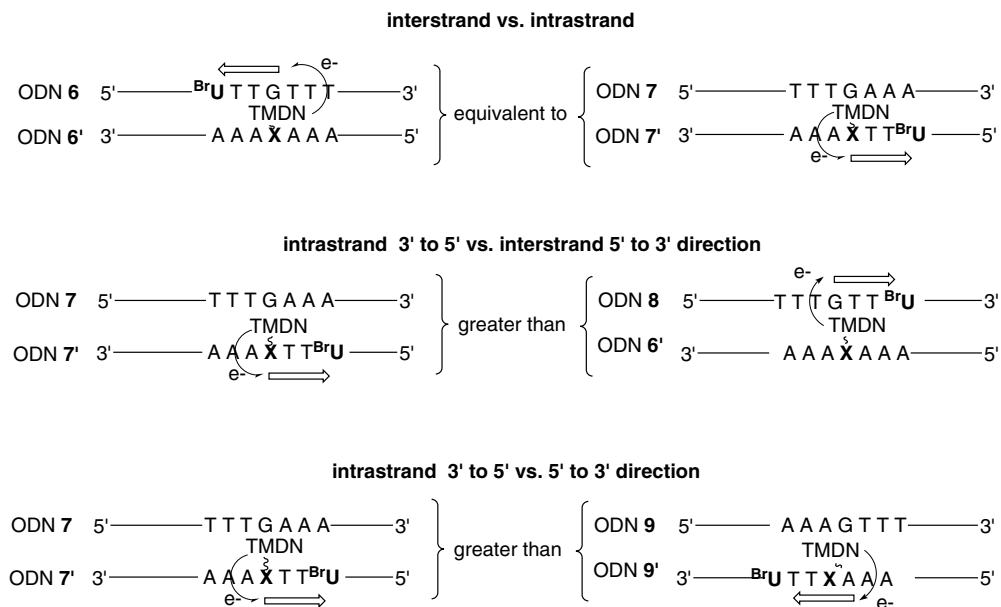 interstrand vs. intrastrand
e-
ODN 6 5' BrU T T G T T T 3'
TMDN
ODN 6' 3' A A A X A A A 5'
equivalent to
ODN 7 5' T T T G A A A 3'
TMDN
ODN 7' 3' A A A X T T BrU 5'
e-
intrastrand 3' to 5' vs. interstrand 5' to 3' direction
ODN 7 5' T T T G A A A 3'
TMDN
ODN 7' 3' A A A X T T BrU 5'
e-
greater than
e-
ODN 8 5' T T T G T T BrU 3'
TMDN
ODN 6' 3' A A A X A A A 5'
intrastrand 3' to 5' vs. 5' to 3' direction
ODN 7 5' T T T G A A A 3'
TMDN
ODN 7' 3' A A A X T T BrU 5'
e-
greater than
ODN 9 5' A A A G T T T 3'
TMDN
ODN 9' 3' BrU T T X A A A 5'
e-